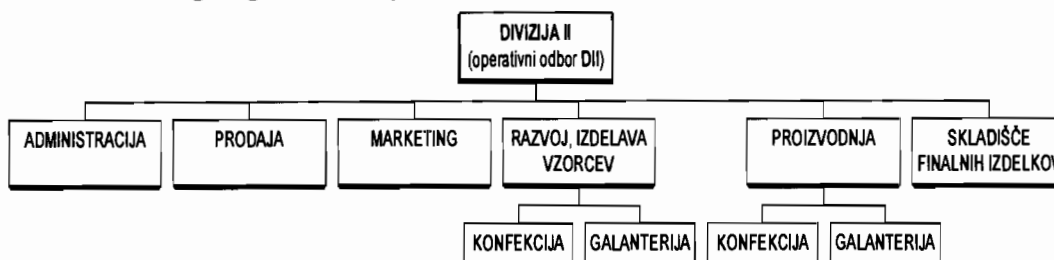 DIVIZIJA II
(operativni odbor DII)
ADMINISTRACIJA
PRODAJA
MARKETING
RAZVOJ, IZDELAVA
VZORCEV
PROIZVODNJA
SKLADIŠČE
FINALNIH IZDELKOV
KONFEKCIJA
GALANTERIJA
KONFEKCIJA
GALANTERIJA